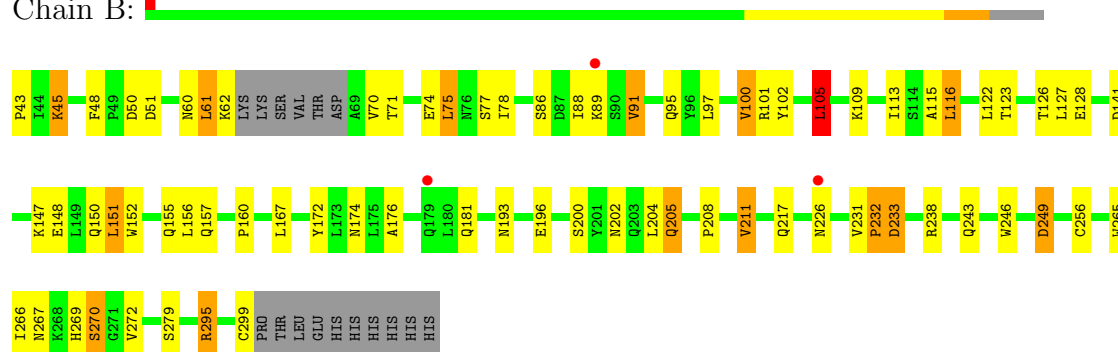 Chain B:
P43 I44 K45 F48 P49 D50 D51 N60 L61 K62 LYS LYS SER VAL THR ASP A69 V70 T71 E74 L75 N76 S77 I78 S86 D87 I88 K89 S90 V91 Q95 Y96 L97 V100 R101 Y102 L105 K109 I113 S114 A115 L116 L122 T123 T126 L127 E128 D141
K147 E148 L149 Q150 L151 W152 Q155 L156 Q157 P160 L167 Y172 L173 N174 L175 A176 Q179 L180 Q181 N193 E196 S200 Y201 N202 Q203 L204 Q205 P208 V211 Q217 N226 V231 P232 D233 R238 Q243 W246 D249 C256
I266 N267 K268 H269 S270 G271 V272 S279 R295 C299 PRO THR LEU GLU HIS HIS HIS HIS HIS HIS